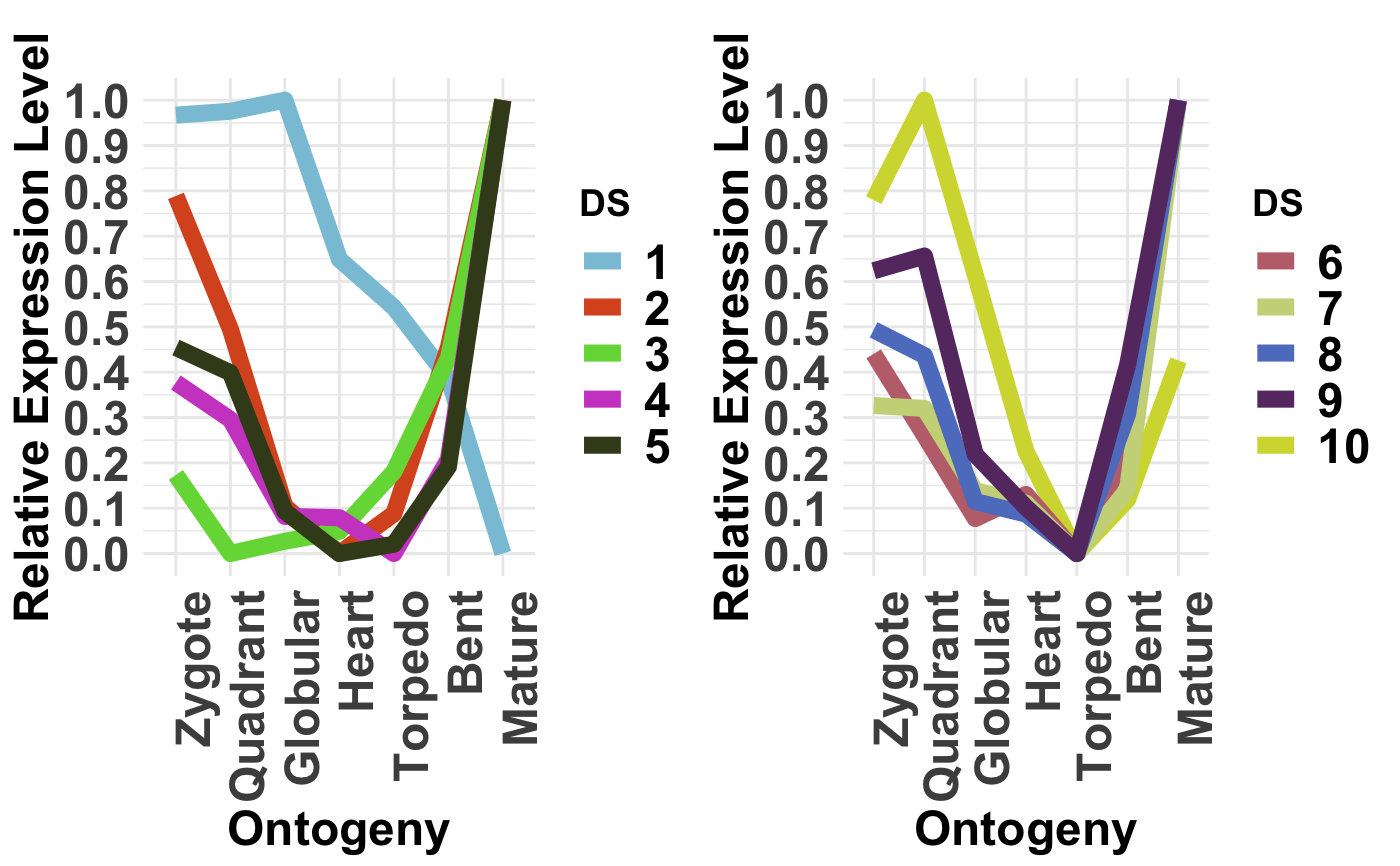 Relative Expression Level
1.0
0.9
0.8
0.7
0.6
0.5
0.4
0.3
0.2
0.1
0.0
Zygote
Quadrant
Globular
Heart
Torpedo
Bent
Mature
Ontogeny
DS
1
2
3
4
5
Relative Expression Level
1.0
0.9
0.8
0.7
0.6
0.5
0.4
0.3
0.2
0.1
0.0
Zygote
Quadrant
Globular
Heart
Torpedo
Bent
Mature
Ontogeny
DS
6
7
8
9
10